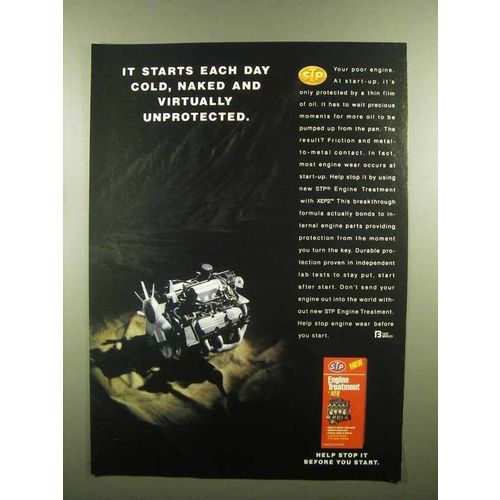 IT STARTS EACH DAY
COLD, NAKED AND
VIRTUALLY
UNPROTECTED.
STP
Your poor engine.
At start-up, it's
only protected by a thin film
of oil. It has to wait precious
moments for more oil to be
pumped up from the pan. The
result? Friction and metal-
to-metal contact. In fact,
most engine wear occurs at
start-up. Help stop it by using
new STP® Engine Treatment
with XEP2.™ This breakthrough
formula actually bonds to in-
ternal engine parts providing
protection from the moment
you turn the key. Durable pro-
tection proven in independent
lab tests to stay put, start
after start. Don't send your
engine out into the world with-
out new STP Engine Treatment.
Help stop engine wear before
you start.
STP
NEW
Engine
Treatment
HELP STOP IT
BEFORE YOU START.